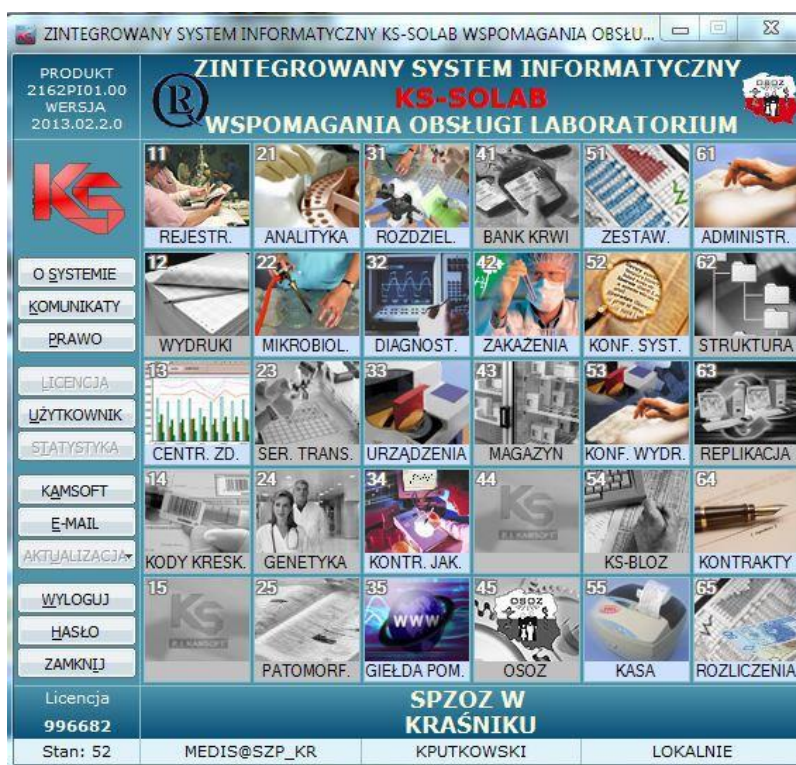 ZINTEGROWANY SYSTEM INFORMATYCZNY KS-SOLAB WSPOMAGANIA OBSŁU...
PRODUKT
2162PI01.00
WERSJA
2013.02.2.0
ZINTEGROWANY SYSTEM INFORMATYCZNY
KS-SOLAB
WSPOMAGANIA OBSŁUGI LABORATORIUM
R
OSOZ
KS
11 21 31 41 51 61
REJESTR. ANALITYKA ROZDZIEL. BANK KRWI ZESTAW. ADMINISTR.
O SYSTEMIE
KOMUNIKATY
PRAWO
12 22 32 42 52 62
WYDRUKI MIKROBIOL. DIAGNOST. ZAKAŻENIA KONF. SYST. STRUKTURA
LICENCJA
UŻYTKOWNIK
STATYSTYKA
13 23 33 43 53 63
CENTR. ZD. SER. TRANS. URZĄDZENIA MAGAZYN KONF. WYDR. REPLIKACJA
KAMSOFT
E-MAIL
AKTUALIZACJA
14 24 34 44 54 64
KODY KRESK. GENETYKA KONTR. JAK. KS-BLOZ KONTRAKTY
WYLOGUJ
HASŁO
ZAMKNIJ
15 25 35 45 55 65
KS WWW OSOZ
PATOMORF. GIEŁDA POM. OSOZ KASA ROZLICZENIA
Licencja
996682
SPZOZ W
KRAŚNIKU
Stan: 52 MEDIS@SZP_KR KPUTKOWSKI LOKALNIE